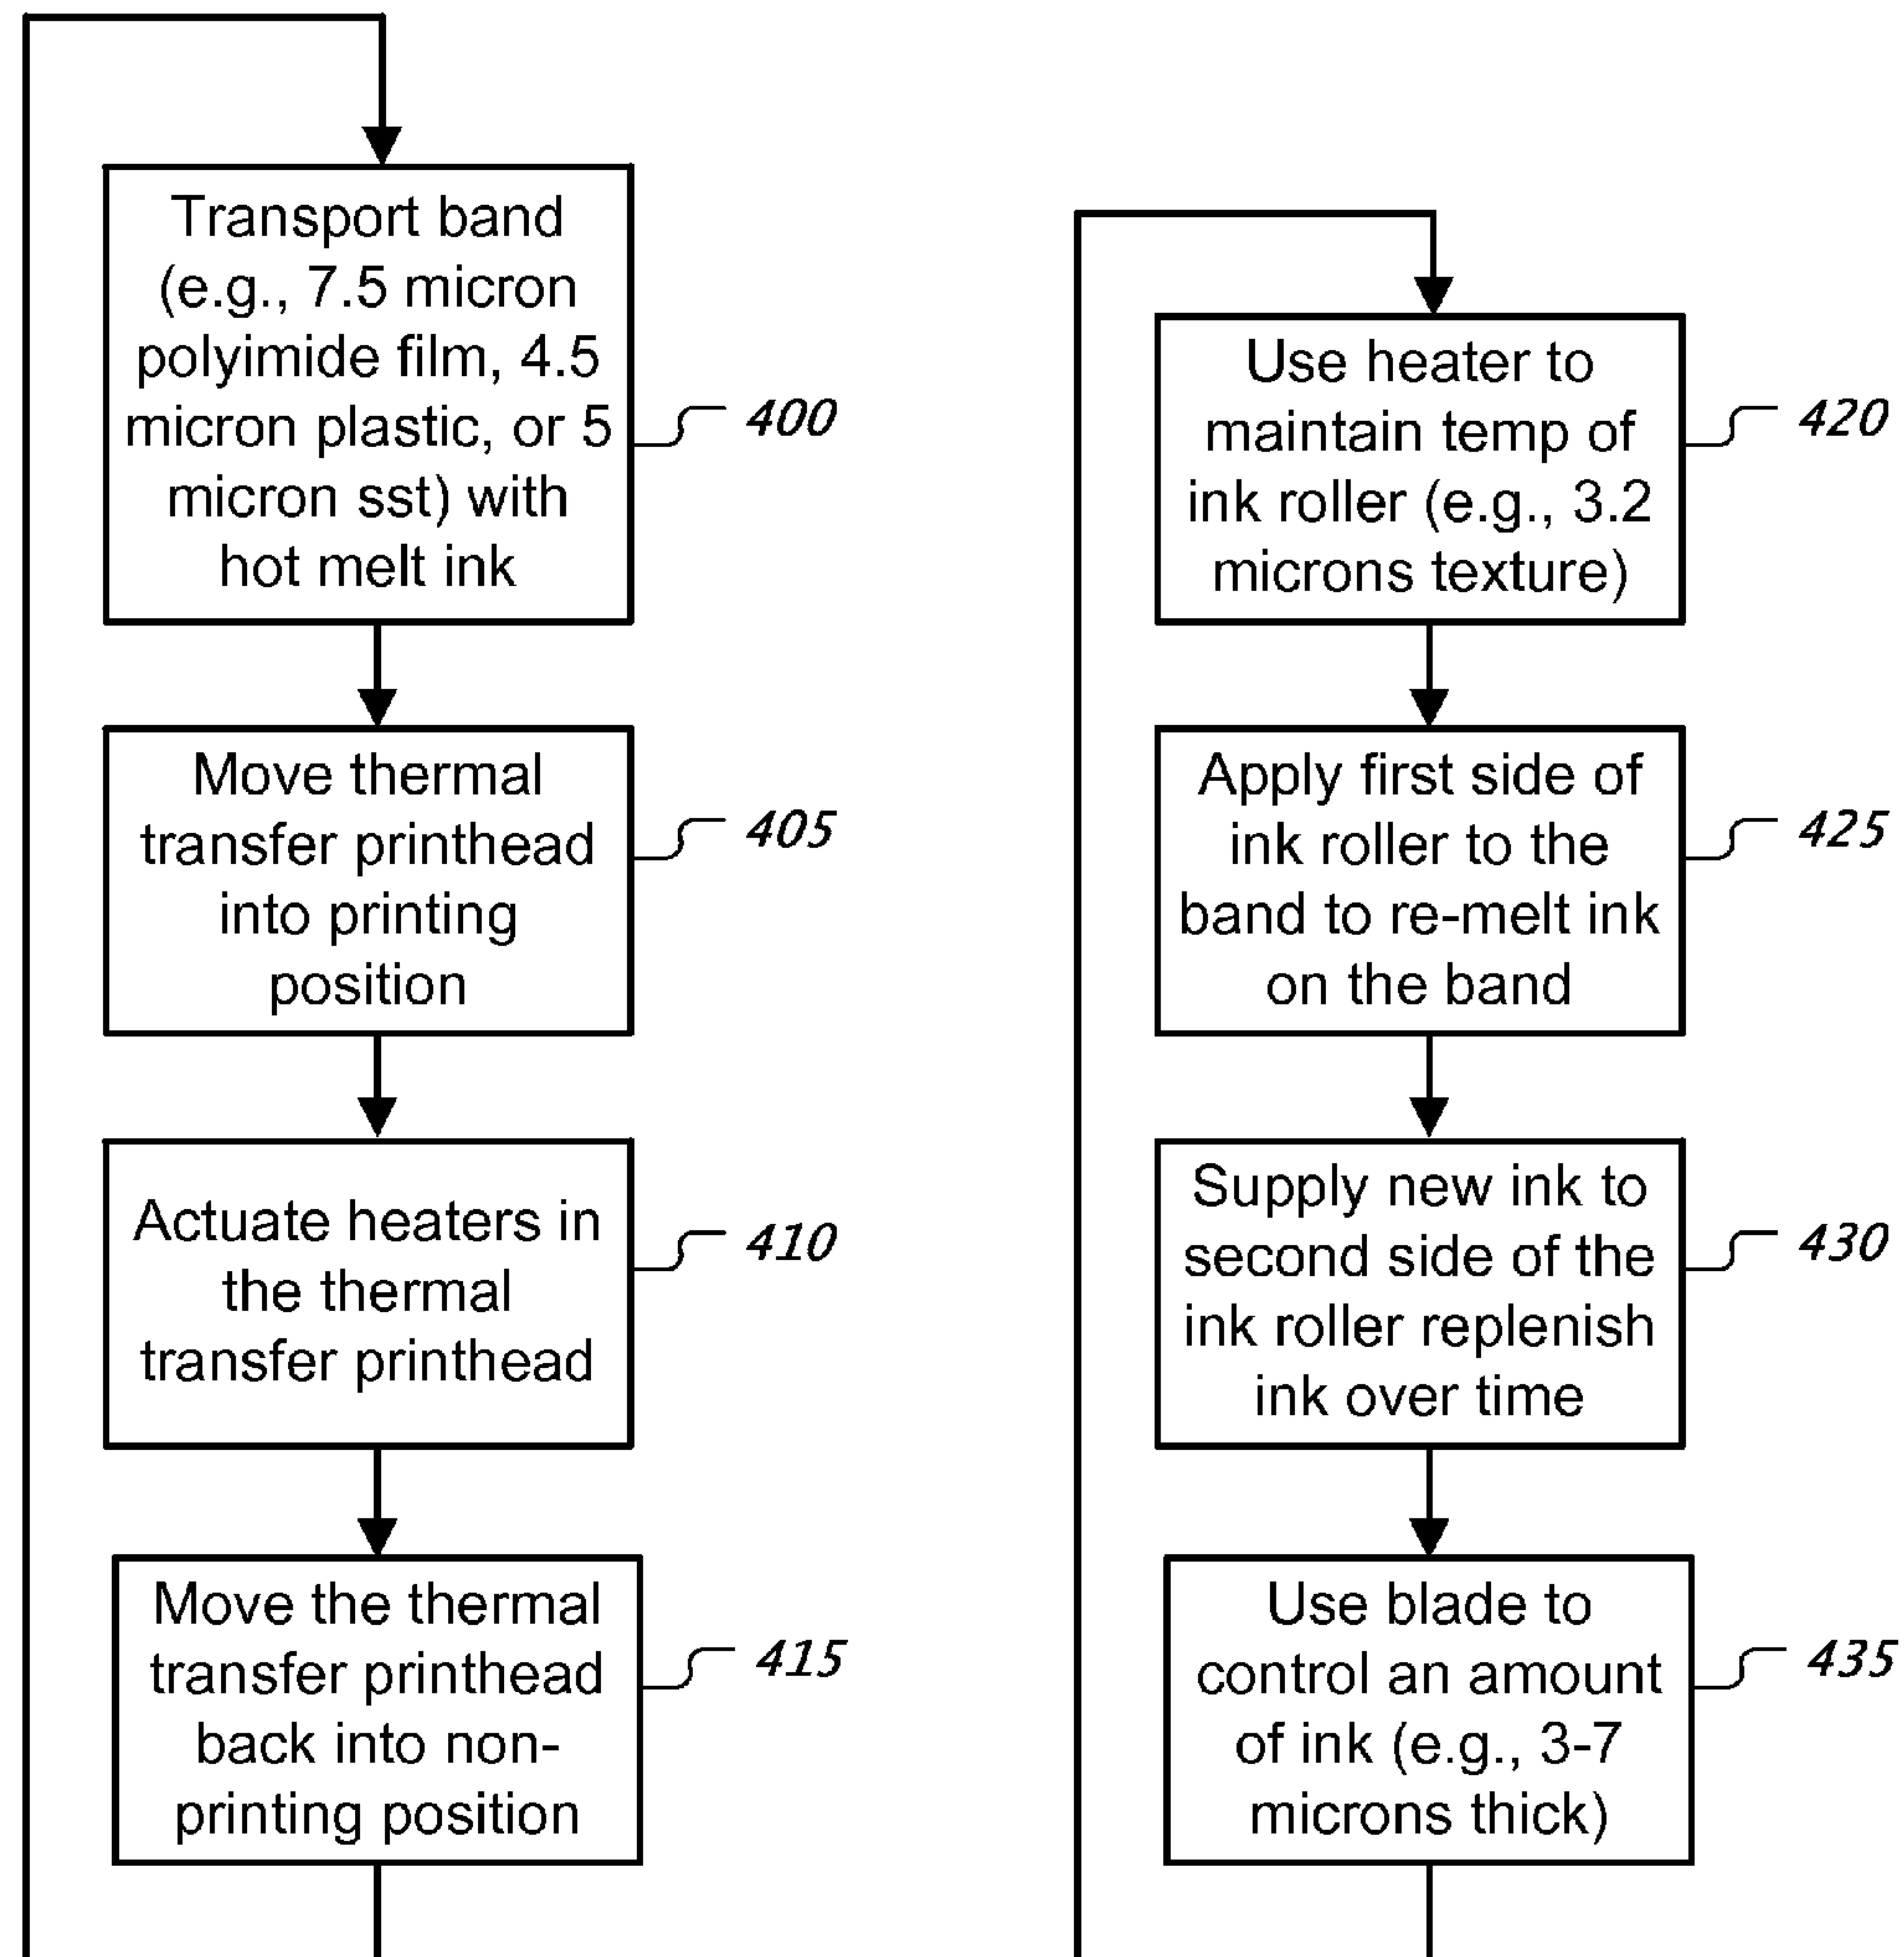 Transport band
(e.g., 7.5 micron
polyimide film, 4.5
micron plastic, or 5
micron sst) with
hot melt ink
400
Move thermal
transfer printhead
into printing
position
405
Actuate heaters in
the thermal
transfer printhead
410
Move the thermal
transfer printhead
back into non-
printing position
415
Use heater to
maintain temp of
ink roller (e.g., 3.2
microns texture)
420
Apply first side of
ink roller to the
band to re-melt ink
on the band
425
Supply new ink to
second side of the
ink roller replenish
ink over time
430
Use blade to
control an amount
of ink (e.g., 3-7
microns thick)
435